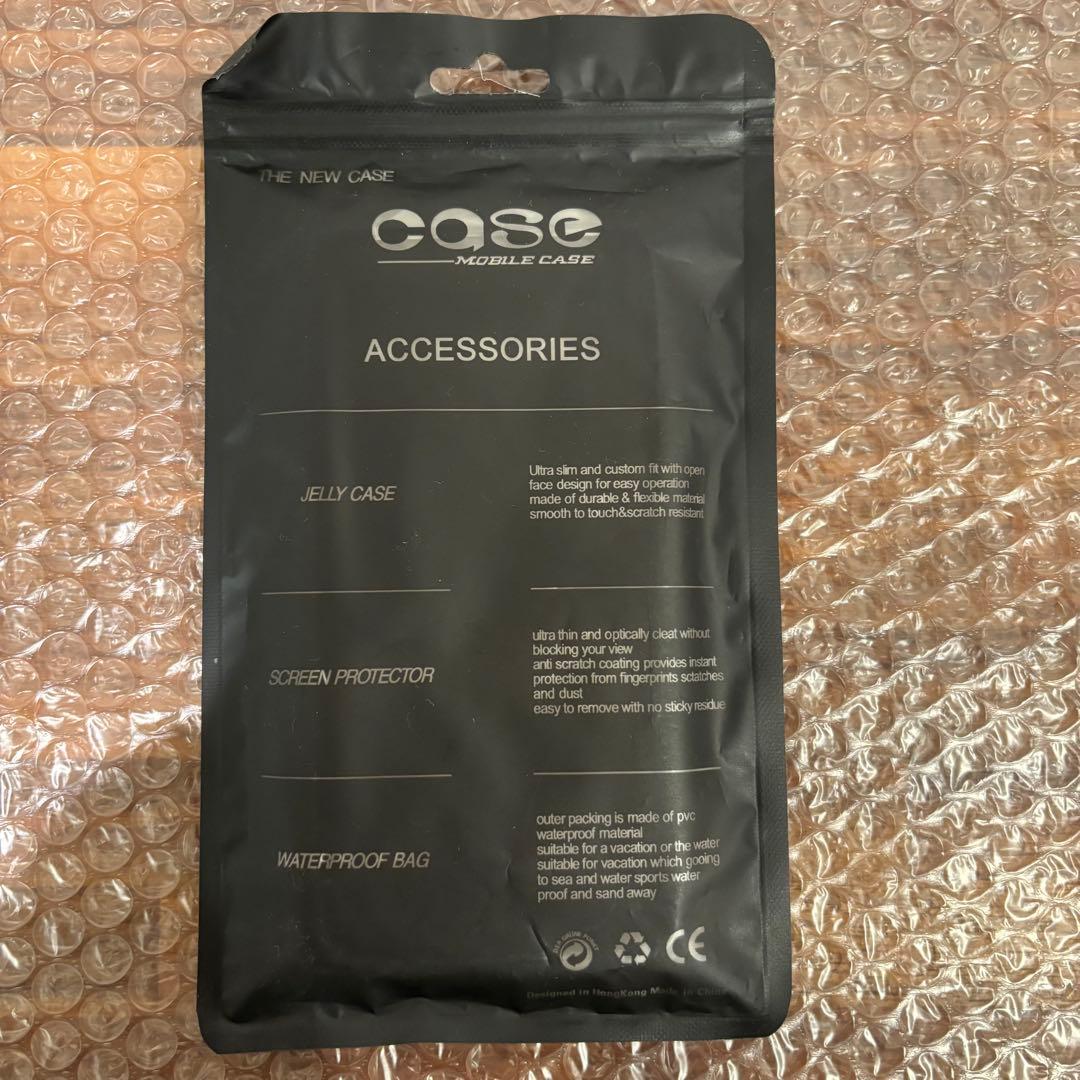 THE NEW CASE
case
MOBILE CASE
ACCESSORIES
JELLY CASE
Ultra slim and custom fit with open
face design for easy operation
made of durable & flexible material
smooth to touch&scratch resistant
SCREEN PROTECTOR
ultra thin and optically cleat without
blocking your view
anti scratch coating provides instant
protection from fingerprints sctatches
and dust
easy to remove with no sticky residue
WATERPROOF BAG
outer packing is made of pvc
waterproof material
suitable for a vacation or the water
suitable for vacation which gooing
to sea and water sports water
proof and sand away
CE
Designed in HongKong Made in China